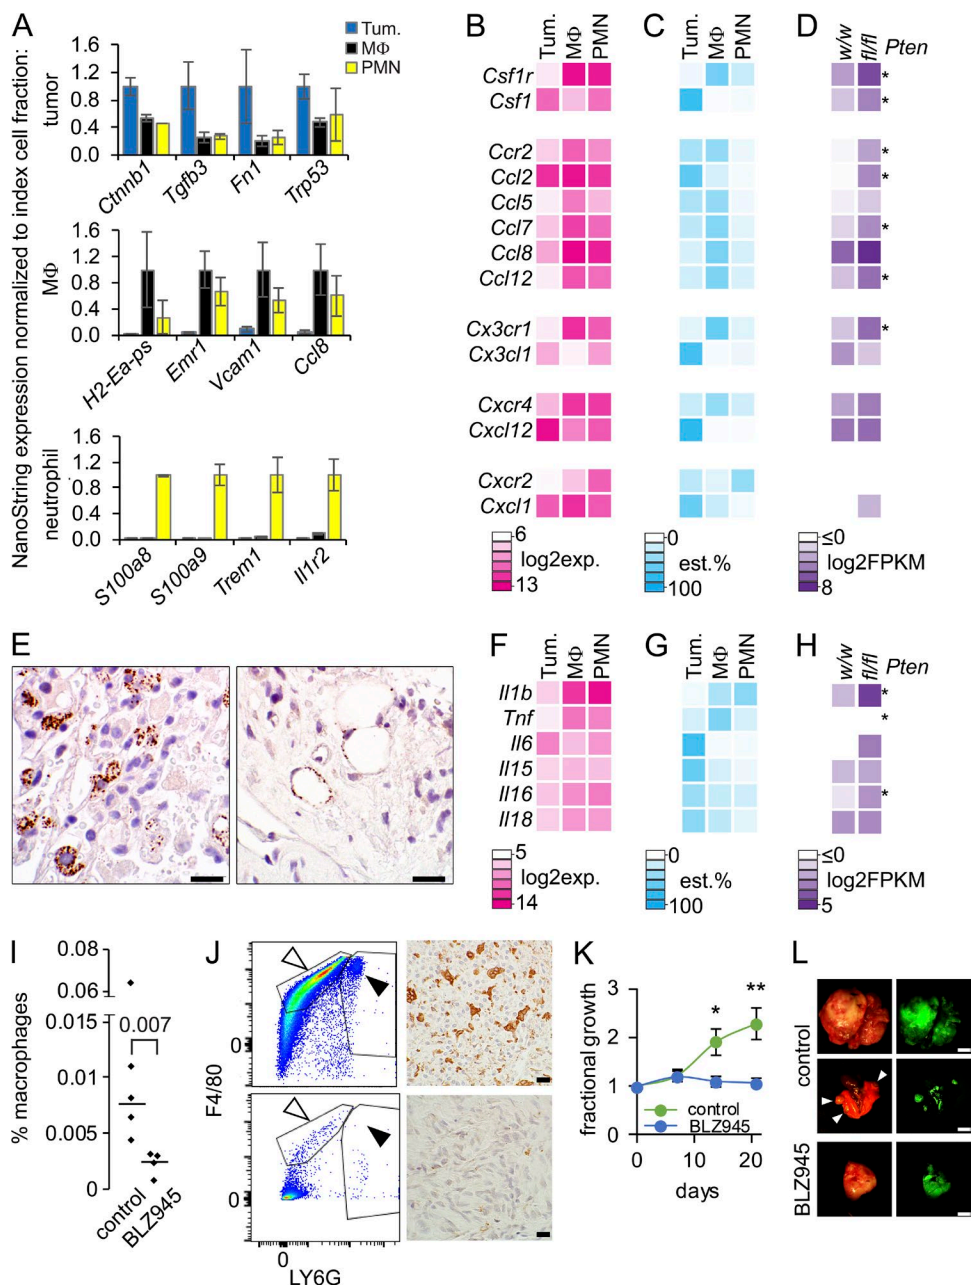 A
NanoString expression normalized to index cell fraction:
tumor
MΦ
neutrophil
Tum.
MΦ
PMN
1.6
1.2
0.8
0.4
0.0
Ctnnb1
Tgfb3
Fn1
Trp53
1.6
1.2
0.8
0.4
0.0
H2-Ea-ps
Emr1
Vcam1
Ccl8
1.6
1.2
0.8
0.4
0.0
S100a8
S100a9
Trem1
Il1r2
B
Tum.
MΦ
PMN
C
Tum.
MΦ
PMN
D
w/w
fl/fl
Pten
Csf1r *
Csf1 *
Ccr2 *
Ccl2 *
Ccl5
Ccl7 *
Ccl8
Ccl12 *
Cx3cr1 *
Cx3cl1
Cxcr4
Cxcl12
Cxcr2
Cxcl1
6
log2exp.
13
0
est.%
100
≤0
log2FPKM
8
E
F
Tum.
MΦ
PMN
G
Tum.
MΦ
PMN
H
w/w
fl/fl
Pten
Il1b *
Tnf *
Il6
Il15
Il16 *
Il18
5
log2exp.
14
0
est.%
100
≤0
log2FPKM
5
I
% macrophages
0.08
0.06
0.015
0.010
0.005
0
0.007
control
BLZ945
J
F4/80
0
0
0
LY6G
K
fractional growth
3
2
1
0
*
**
control
BLZ945
0
10
20
days
L
control
BLZ945